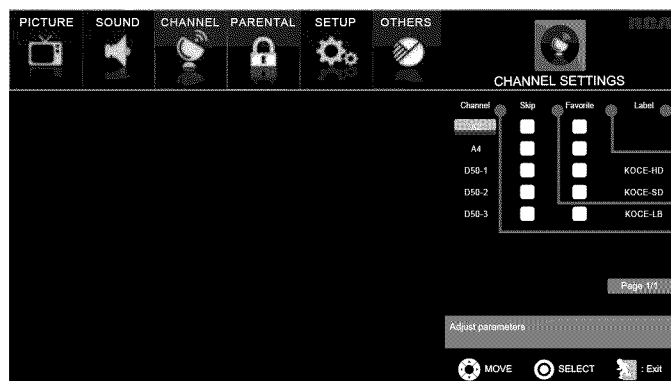 PICTURE SOUND CHANNEL PARENTAL SETUP OTHERS
RCA
CHANNEL SETTINGS
Channel Skip Favorite Label
A4
D50-1 KOCE-HD
D50-2 KOCE-SD
D50-3 KOCE-LB
Page 1/1
Adjust parameters
MOVE SELECT : Exit